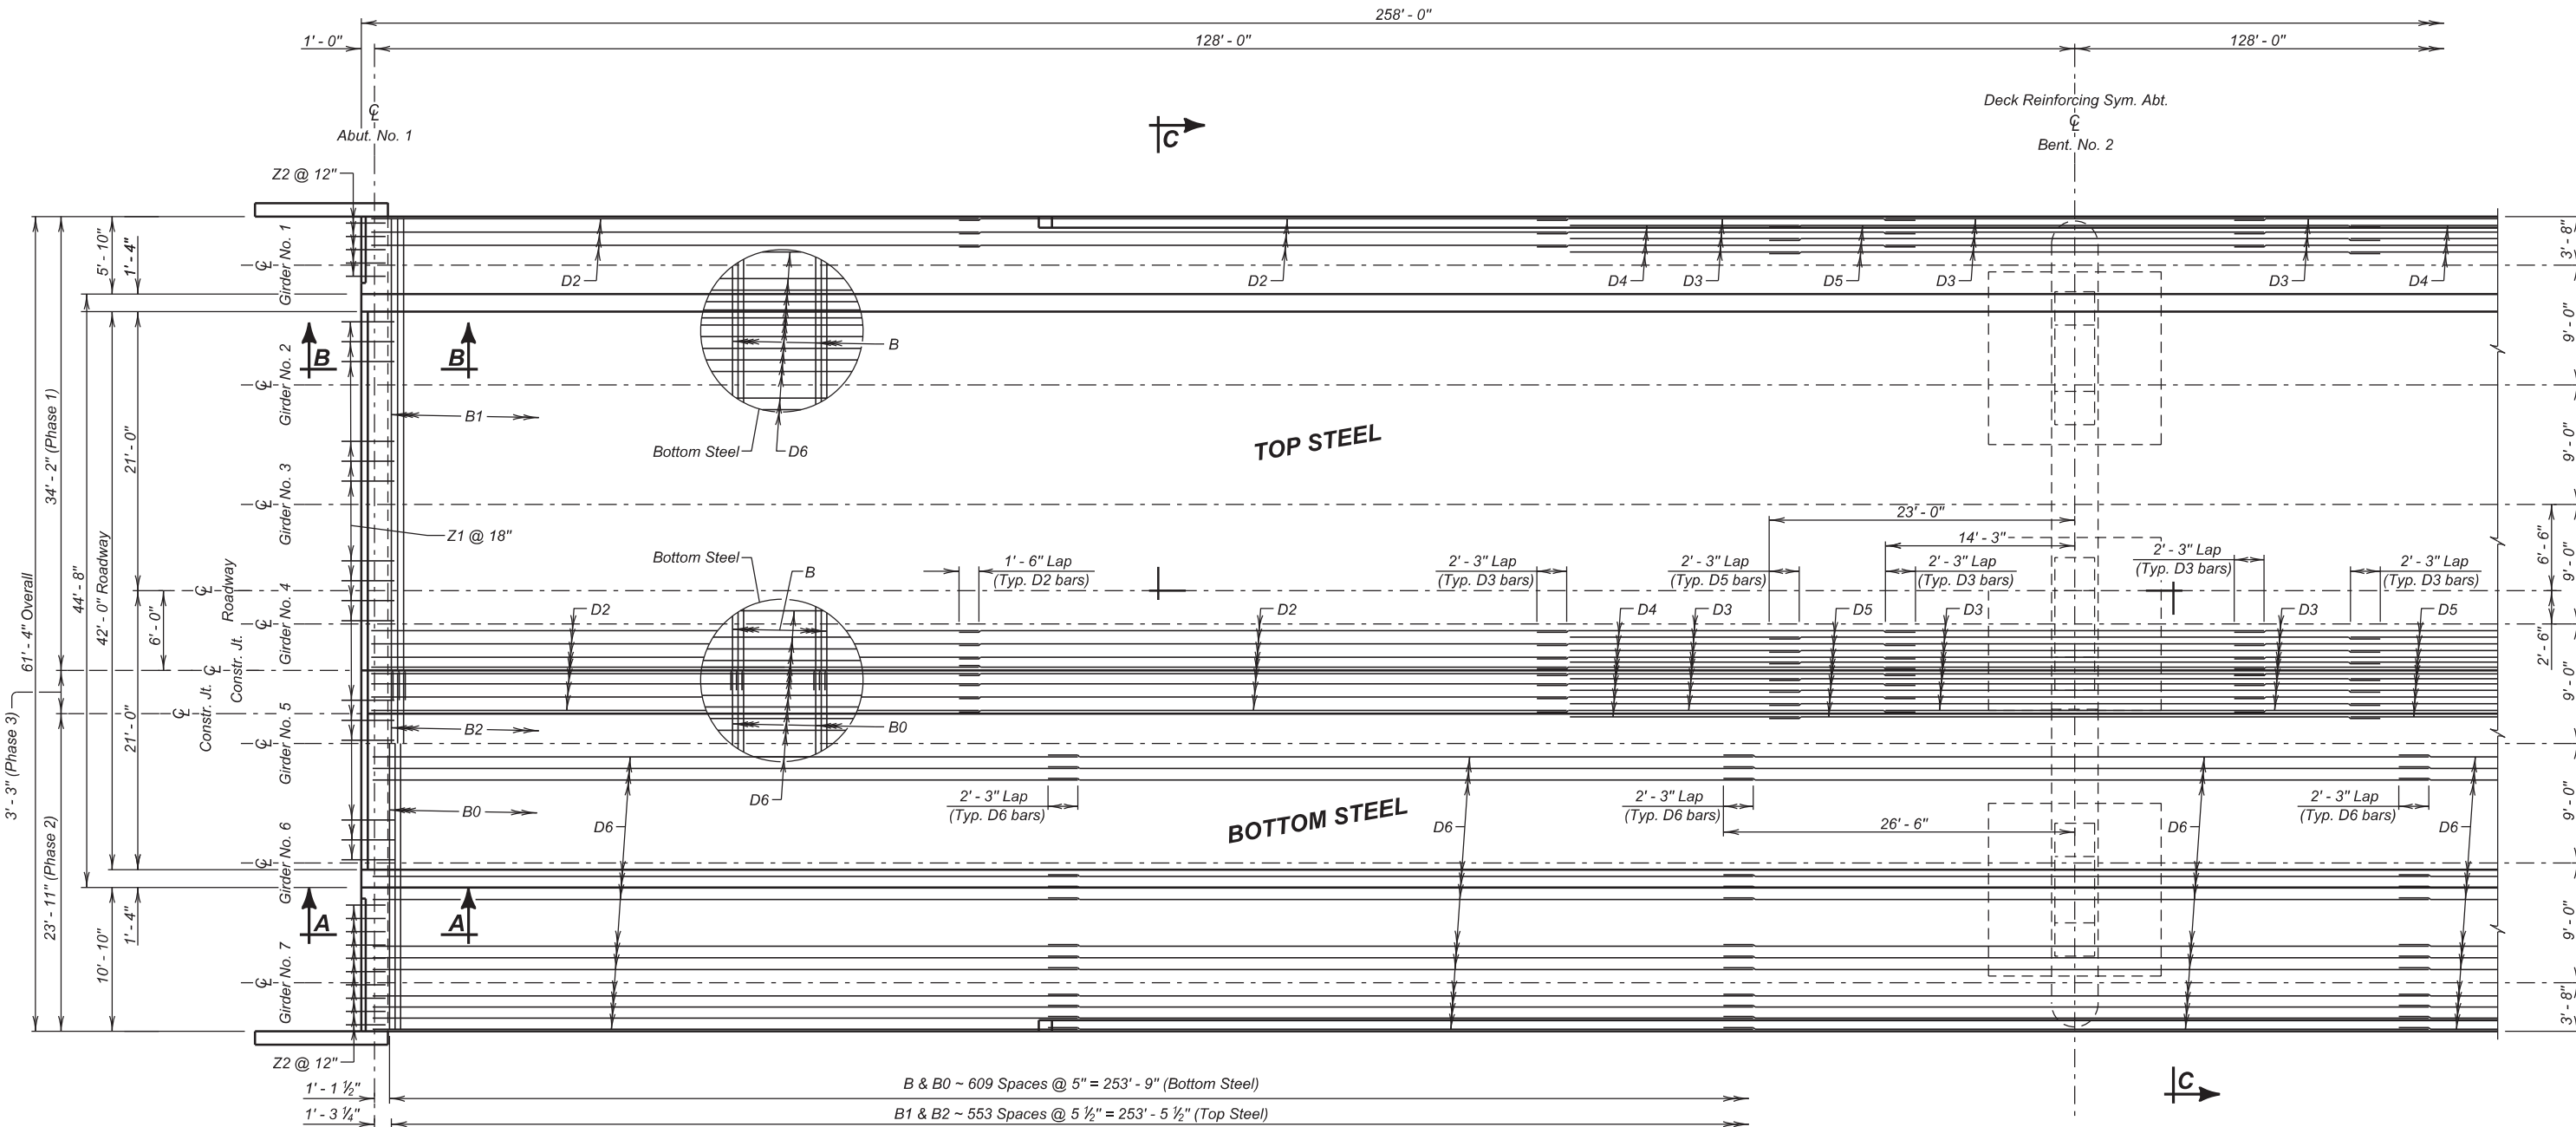 258' - 0"
1' - 0"
128' - 0"
128' - 0"
Deck Reinforcing Sym. Abt.
℄
Bent. No. 2
℄
Abut. No. 1
C
Z2 @ 12"
5' - 10"
1' - 4"
Girder No. 1
3' - 8"
D2
D2
D4
D3
D5
D3
D3
D4
B
B
B
Girder No. 2
9' - 0"
34' - 2" (Phase 1)
21' - 0"
B1
Bottom Steel
D6
TOP STEEL
9' - 0"
Girder No. 3
Z1 @ 18"
23' - 0"
14' - 3"
Bottom Steel
B
1' - 6" Lap
(Typ. D2 bars)
2' - 3" Lap
(Typ. D3 bars)
2' - 3" Lap
(Typ. D5 bars)
2' - 3" Lap
(Typ. D3 bars)
2' - 3" Lap
(Typ. D3 bars)
2' - 3" Lap
(Typ. D3 bars)
6' - 6"
9' - 0"
61' - 4" Overall
44' - 8"
42' - 0" Roadway
6' - 0"
℄ Roadway
Girder No. 4
D2
D2
D4
D3
D5
D3
D3
D5
2' - 6"
℄ Constr. Jt.
℄ Constr. Jt.
9' - 0"
3' - 3" (Phase 3)
21' - 0"
Girder No. 5
B2
B0
D6
B0
2' - 3" Lap
(Typ. D6 bars)
2' - 3" Lap
(Typ. D6 bars)
2' - 3" Lap
(Typ. D6 bars)
9' - 0"
D6
BOTTOM STEEL
D6
26' - 6"
D6
D6
23' - 11" (Phase 2)
Girder No. 6
A
A
1' - 4"
10' - 10"
9' - 0"
Girder No. 7
3' - 8"
Z2 @ 12"
1' - 1 ½"
B & B0 ~ 609 Spaces @ 5" = 253' - 9" (Bottom Steel)
C
1' - 3 ¼"
B1 & B2 ~ 553 Spaces @ 5 ½" = 253' - 5 ½" (Top Steel)